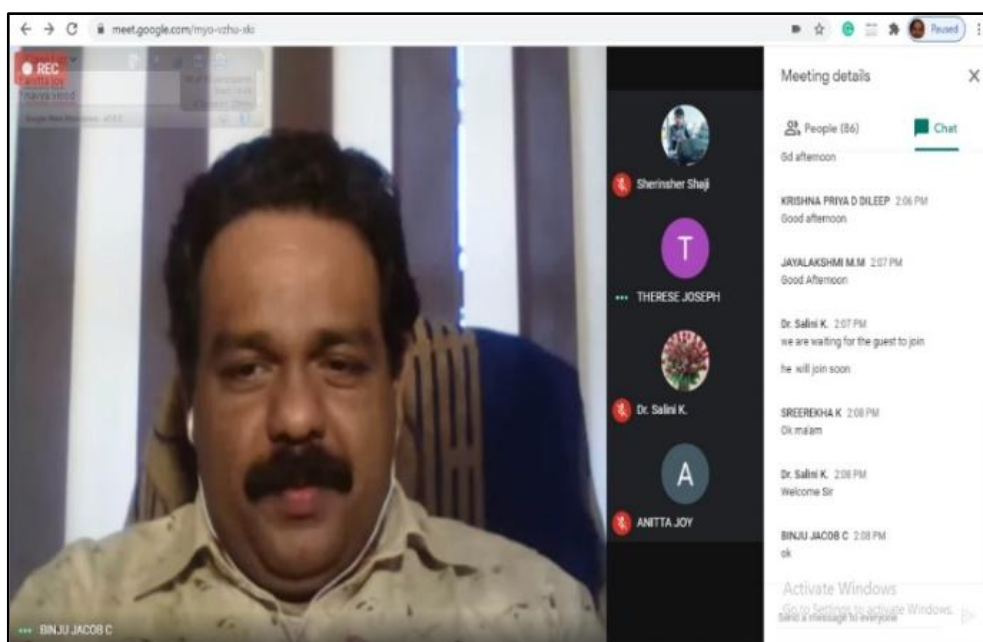 meet.google.com/myo-vzhu-xki
Paused
REC
navya vinod
BINJU JACOB C
Sherinsher Shaji
T
THERESE JOSEPH
Dr. Salini K.
A
ANITTA JOY
Meeting details
People (86)
Chat
Gd afternoon
KRISHNA PRIYA D DILEEP 2:06 PM
Good afternoon
JAYALAKSHMI M.M 2:07 PM
Good Afternoon
Dr. Salini K. 2:07 PM
we are waiting for the guest to join
he will join soon
SREEREKHA K 2:08 PM
Ok ma'am
Dr. Salini K. 2:08 PM
Welcome Sir
BINJU JACOB C 2:08 PM
ok
Activate Windows
Go to Settings to activate Windows.
Send a message to everyone